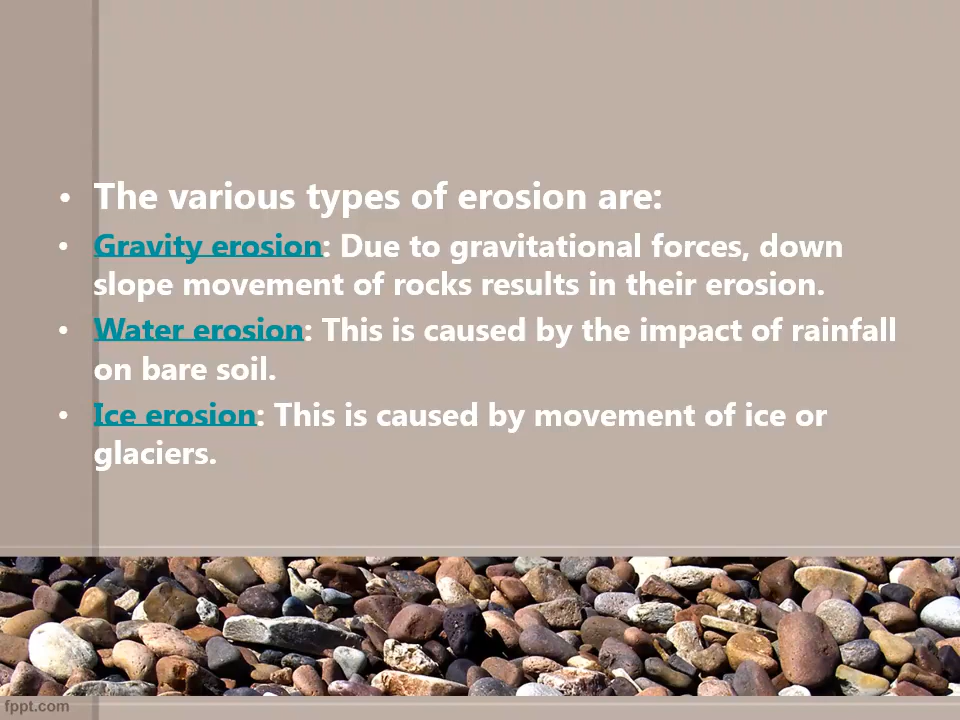 • The various types of erosion are:
• Gravity erosion: Due to gravitational forces, down
slope movement of rocks results in their erosion.
• Water erosion: This is caused by the impact of rainfall
on bare soil.
• Ice erosion: This is caused by movement of ice or
glaciers.
fppt.com